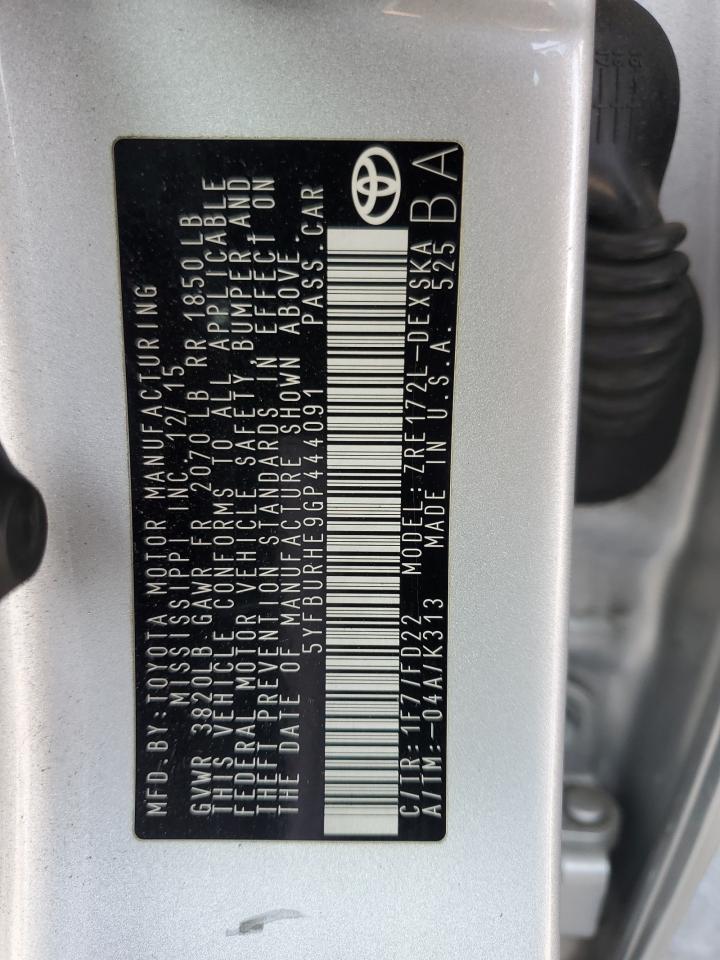 MFD.BY:TOYOTA MOTOR MANUFACTURING
MISSISSIPPI INC.12/15
GVWR 3820LB GAWR FR 2070LB RR 1850LB
THIS VEHICLE CONFORMS TO ALL APPLICABLE
FEDERAL MOTOR VEHICLE SAFETY BUMPER AND
THEFT PREVENTION STANDARDS IN EFFECT ON
THE DATE OF MANUFACTURE SHOWN ABOVE.
5YFBURHE9GP444091 PASS.CAR
C/TR:1F7/FD22 MODEL:ZRE172L-DEXSKA
A/TM:-04A/K313 MADE IN U.S.A. 525 BA